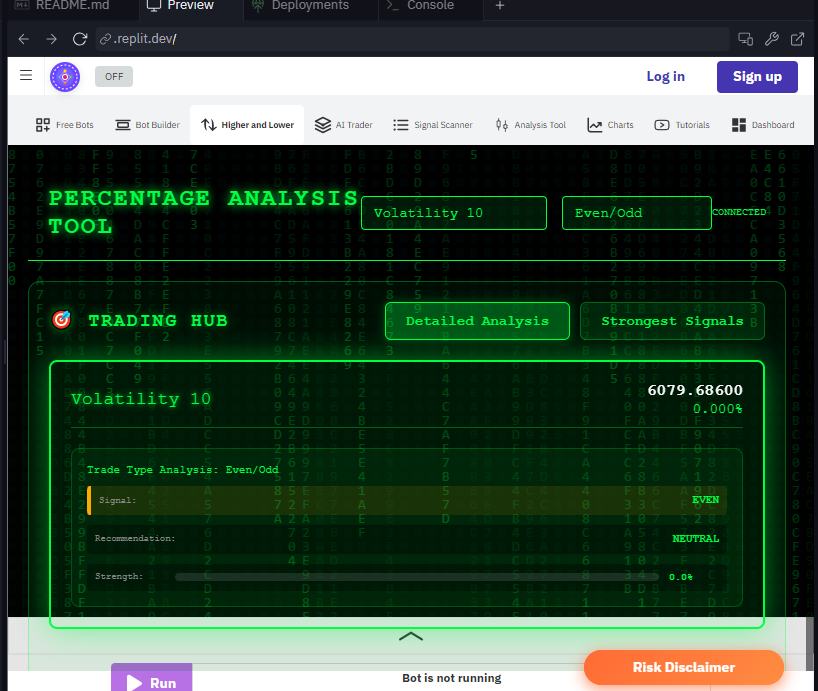 README.md Preview Deployments Console
.replit.dev/
OFF Log in Sign up
Free Bots Bot Builder Higher and Lower AI Trader Signal Scanner Analysis Tool Charts Tutorials Dashboard
PERCENTAGE ANALYSIS
TOOL
Volatility 10 Even/Odd CONNECTED
TRADING HUB Detailed Analysis Strongest Signals
Volatility 10 6079.68600
0.000%
Trade Type Analysis: Even/Odd
Signal: EVEN
Recommendation: NEUTRAL
Strength: 0.0%
Run Bot is not running Risk Disclaimer